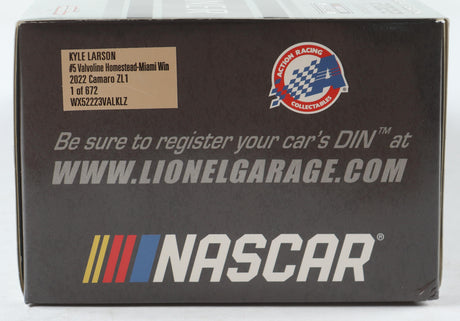 KYLE LARSON
#5 Valvoline Homestead-Miami Win
2022 Camaro ZL1
1 of 672
WX52223VALKLZ
ACTION RACING
COLLECTABLES
Be sure to register your car's DIN™ at
WWW.LIONELGARAGE.COM
NASCAR®